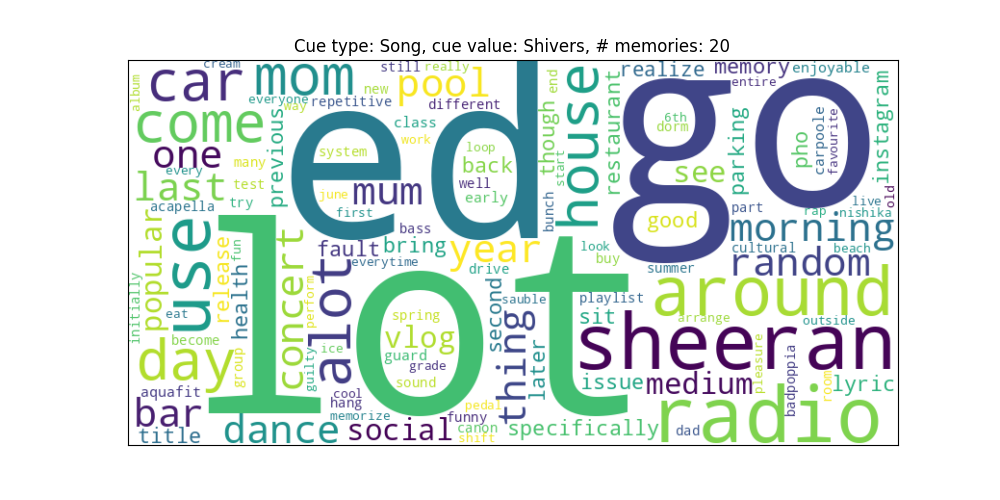 Cue type: Song, cue value: Shivers, # memories: 20
cream
still
really
album
car
mom
pool
ed
house
realize
memory
enjoyable
everyone
way
repetitive
new
different
though
end
restaurant
go
entire
instagram
come
previous
class
work
6th
dorm
parking
pho
carpoole
favourite
one
many
system
loop
back
start
see
last
every
test
june
mum
well
early
good
old
acapella
try
first
bunch
part
live
rap
nishika
popular
use
release
fun
lot
concert
fault
bass
bring
year
look
buy
morning
cultural
beach
initially
health
perform
alot
everytime
drive
summer
random
eat
become
spring
vlog
guard
grade
second
sauble
playlist
sit
around
arrange
outside
day
group
guilty
ice
sound
thing
later
sheeran
aquafit
cool
hang
issue
medium
pleasure
badpoppia
room
lyric
bar
memorize
funny
pedal
title
dance
social
canon
shift
specifically
dad
radio